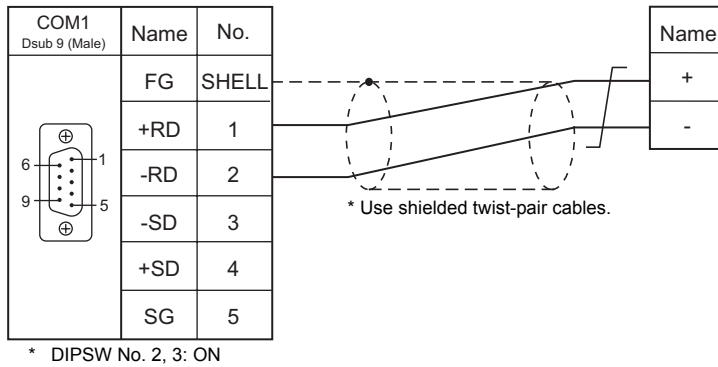 COM1
Dsub 9 (Male)
Name
No.
Name
FG
SHELL
+
+RD
1
-
6
1
-RD
2
9
5
* Use shielded twist-pair cables.
-SD
3
+SD
4
SG
5
* DIPSW No. 2, 3: ON